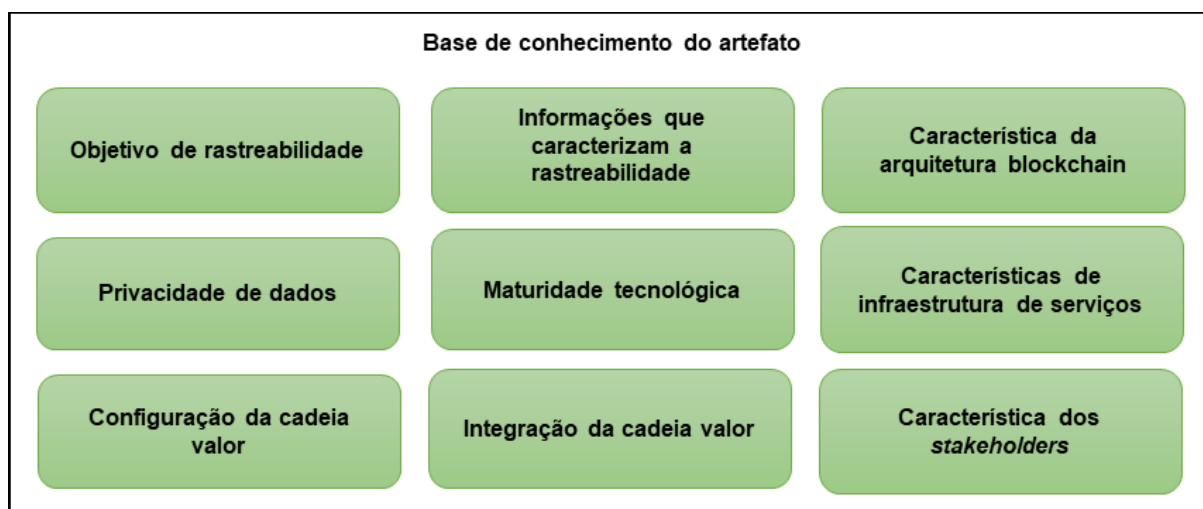 Base de conhecimento do artefato
Objetivo de rastreabilidade
Informações que
caracterizam a
rastreabilidade
Característica da
arquitetura blockchain
Privacidade de dados
Maturidade tecnológica
Características de
infraestrutura de serviços
Configuração da cadeia
valor
Integração da cadeia valor
Característica dos
stakeholders